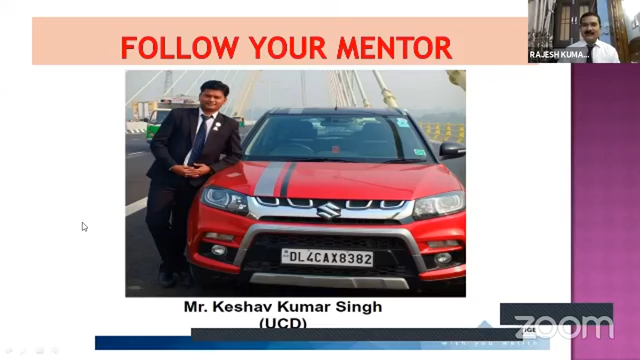 FOLLOW YOUR MENTOR
RAJESH KUMA...
DL4CAX8382
Mr. Keshav Kumar Singh
(UCD)
zoom